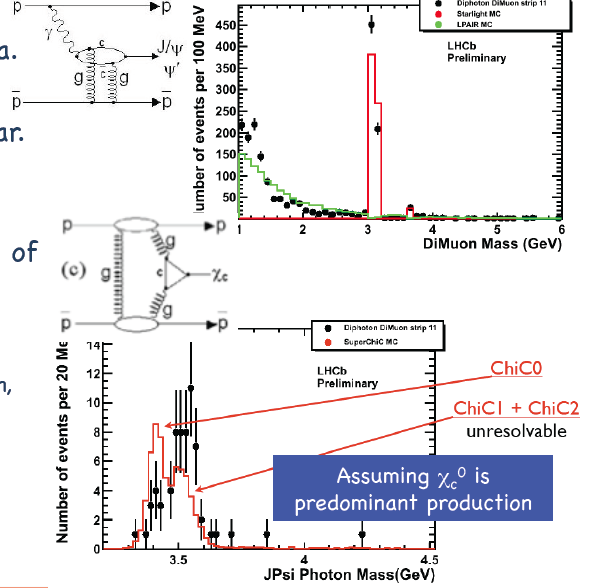 p
p
γ
c
c
g
g
J/ψ
ψ'
p̄
p̄
a.
ar.
of
Number of events per 100 MeV
500
450
400
350
300
250
200
150
100
50
Diphoton DiMuon strip 11
Starlight MC
LPAIR MC
LHCb
Preliminary
1
2
3
4
5
6
DiMuon Mass (GeV)
p
p
(c)
g
g
g
c
χc
p̄
p̄
Number of events per 20 Me
14
12
10
8
6
4
2
0
Diphoton DiMuon strip 11
SuperChiC MC
LHCb
Preliminary
ChiC0
ChiC1 + ChiC2
unresolvable
Assuming χc⁰ is
predominant production
3.5
4
4.5
JPsi Photon Mass(GeV)